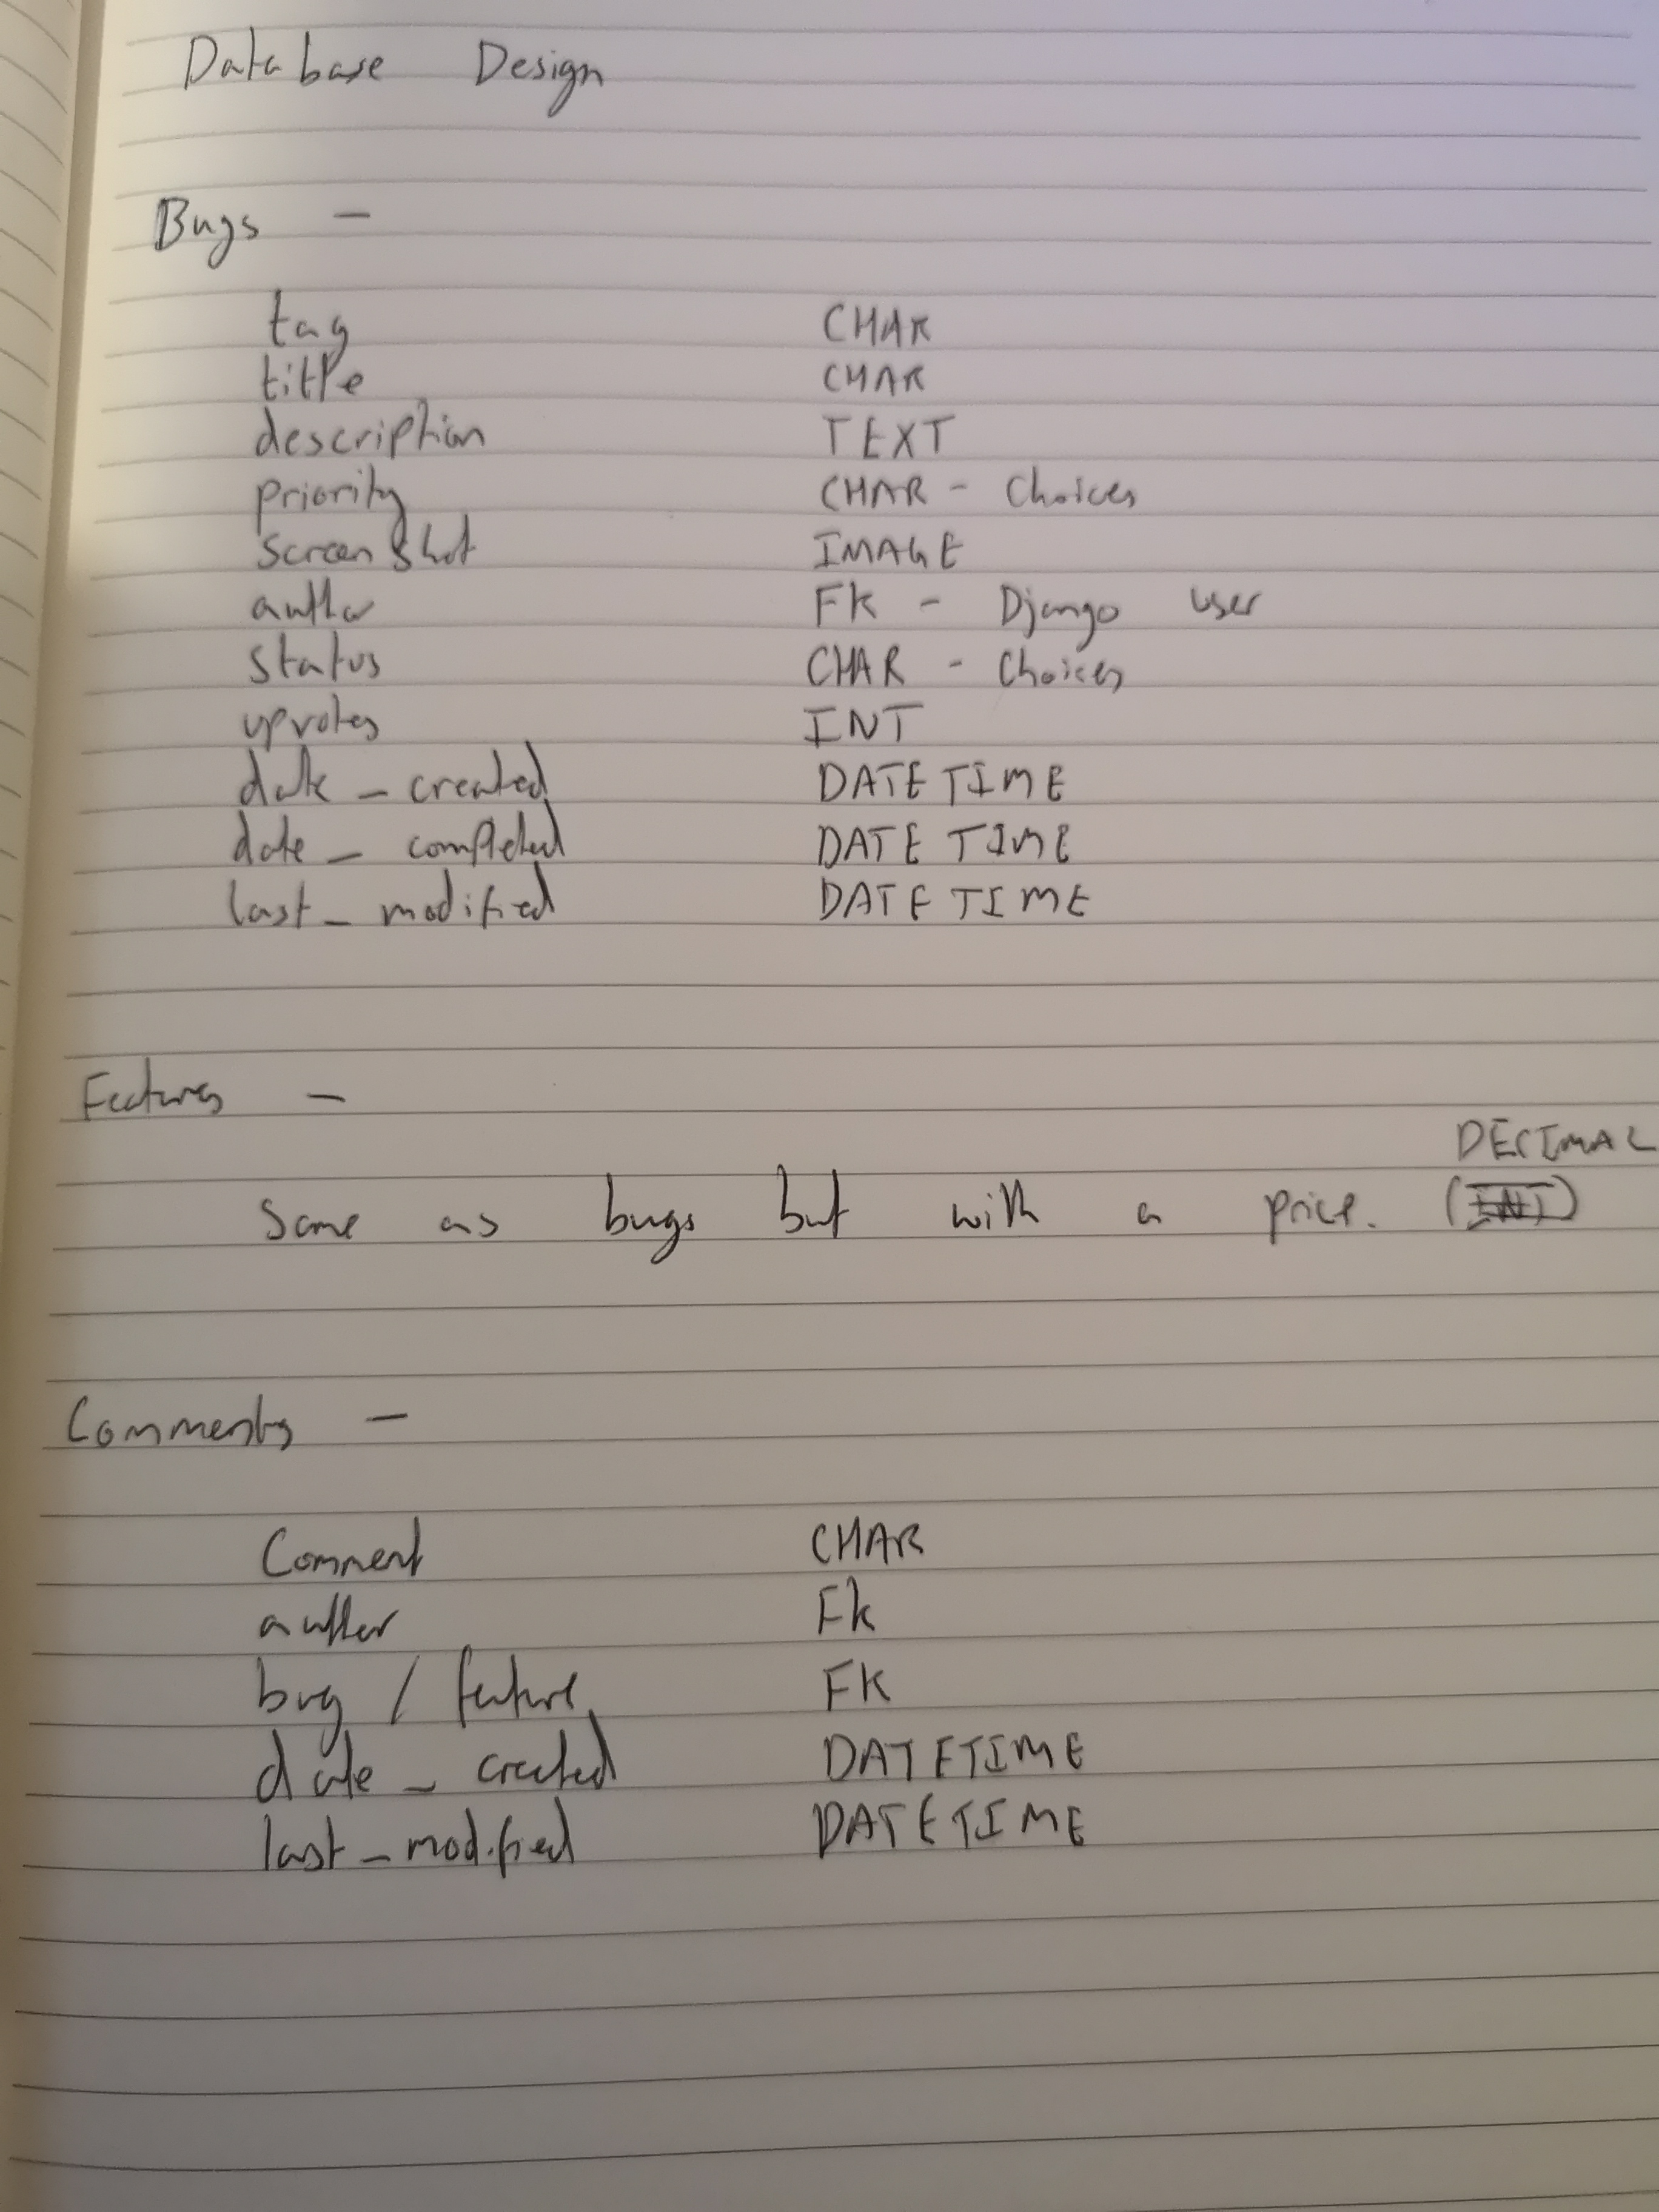 Database Design
Bugs -
tag CHAR
title CHAR
description TEXT
priority CHAR - Choices
screenshot IMAGE
author FK - Django user
status CHAR - Choices
upvotes INT
date_created DATETIME
date_completed DATETIME
last_modified DATETIME
Features -
DECIMAL
Same as bugs but with a price. (INT)
Comments -
Comment CHAR
author FK
bug / feature FK
date_created DATETIME
last_modified DATETIME